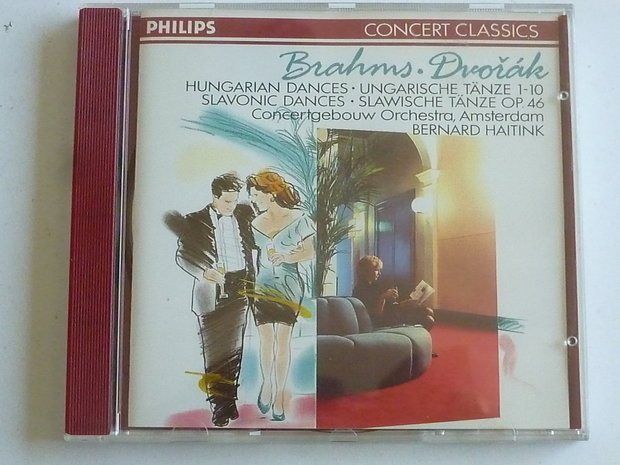 PHILIPS
CONCERT CLASSICS
Brahms · Dvořák
HUNGARIAN DANCES · UNGARISCHE TÄNZE 1-10
SLAVONIC DANCES · SLAWISCHE TÄNZE OP. 46
Concertgebouw Orchestra, Amsterdam
BERNARD HAITINK